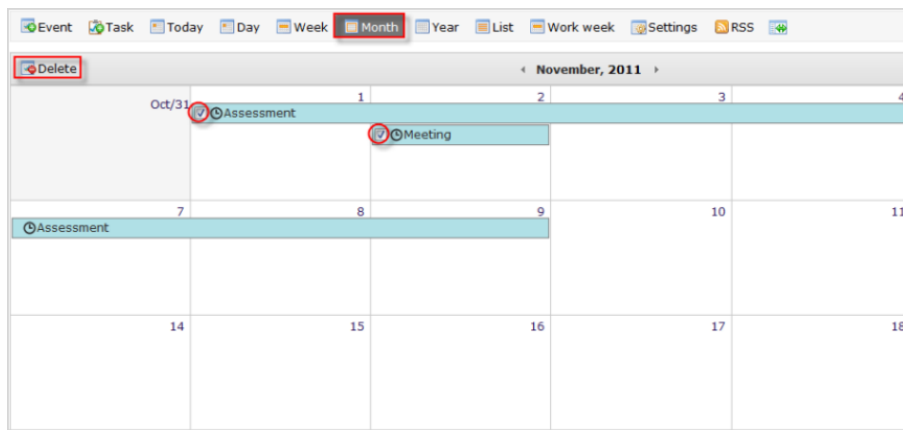 Event Task Today Day Week Month Year List Work week Settings RSS
Delete November, 2011
Oct/31 1 2 3 4
Assessment
Meeting
7 8 9 10 11
Assessment
14 15 16 17 18